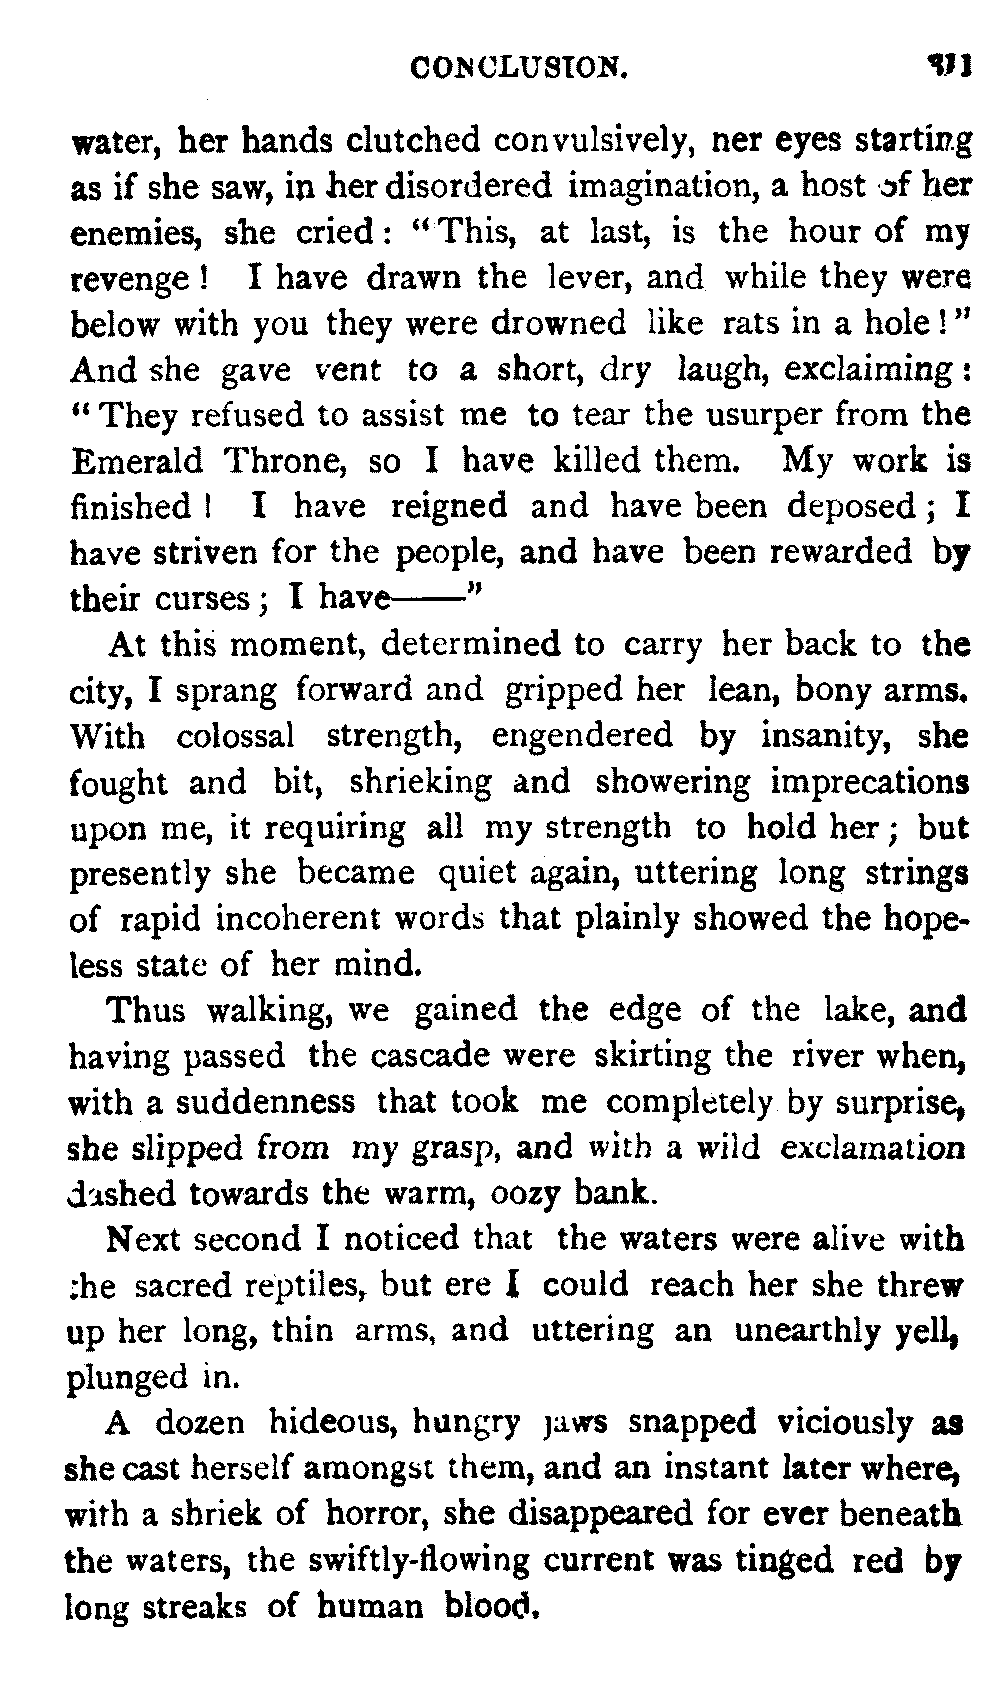 CONCLUSION. 311
water, her hands clutched convulsively, ner eyes starting
as if she saw, in her disordered imagination, a host of her
enemies, she cried : “This, at last, is the hour of my
revenge ! I have drawn the lever, and while they were
below with you they were drowned like rats in a hole !”
And she gave vent to a short, dry laugh, exclaiming :
“They refused to assist me to tear the usurper from the
Emerald Throne, so I have killed them. My work is
finished ! I have reigned and have been deposed ; I
have striven for the people, and have been rewarded by
their curses ; I have——”
At this moment, determined to carry her back to the
city, I sprang forward and gripped her lean, bony arms.
With colossal strength, engendered by insanity, she
fought and bit, shrieking and showering imprecations
upon me, it requiring all my strength to hold her ; but
presently she became quiet again, uttering long strings
of rapid incoherent words that plainly showed the hope-
less state of her mind.
Thus walking, we gained the edge of the lake, and
having passed the cascade were skirting the river when,
with a suddenness that took me completely by surprise,
she slipped from my grasp, and with a wild exclamation
dashed towards the warm, oozy bank.
Next second I noticed that the waters were alive with
the sacred reptiles, but ere I could reach her she threw
up her long, thin arms, and uttering an unearthly yell,
plunged in.
A dozen hideous, hungry jaws snapped viciously as
she cast herself amongst them, and an instant later where,
with a shriek of horror, she disappeared for ever beneath
the waters, the swiftly-flowing current was tinged red by
long streaks of human blood.